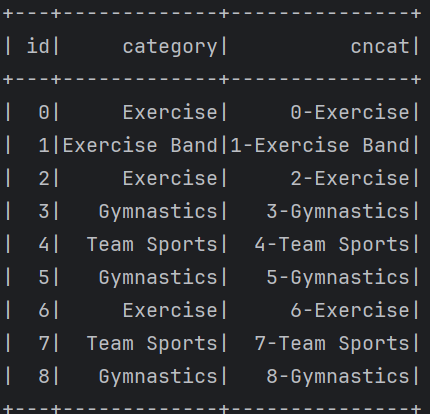 +---+-------------+---------------+
| id|     category|          cncat|
+---+-------------+---------------+
|  0|     Exercise|     0-Exercise|
|  1|Exercise Band|1-Exercise Band|
|  2|     Exercise|     2-Exercise|
|  3|   Gymnastics|   3-Gymnastics|
|  4|  Team Sports|  4-Team Sports|
|  5|   Gymnastics|   5-Gymnastics|
|  6|     Exercise|     6-Exercise|
|  7|  Team Sports|  7-Team Sports|
|  8|   Gymnastics|   8-Gymnastics|
+---+-------------+---------------+